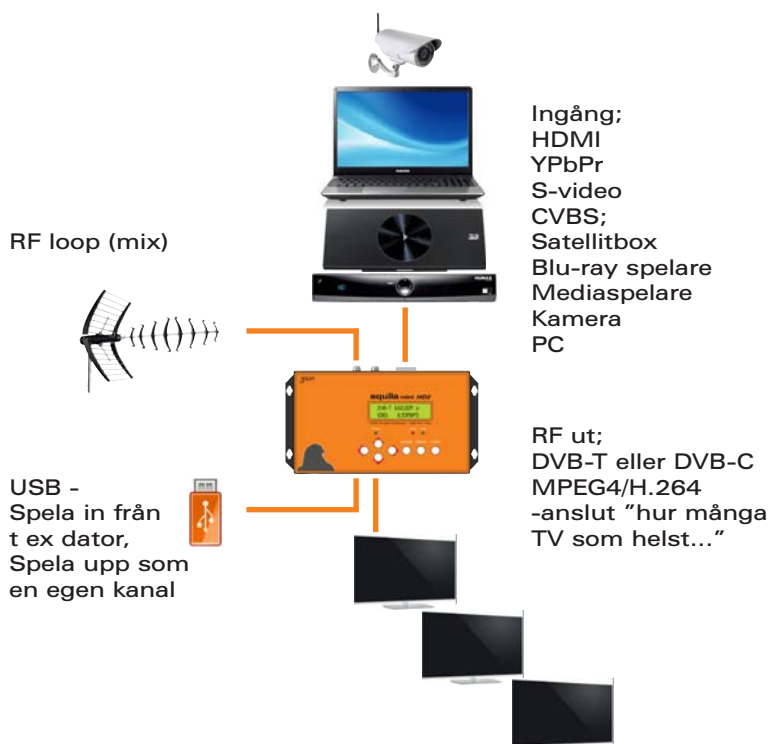 Ingång;
HDMI
YPbPr
S-video
CVBS;
Satellitbox
Blu-ray spelare
Mediaspelare
Kamera
PC
RF loop (mix)
aquila mini HD2
RF ut;
DVB-T eller DVB-C
MPEG4/H.264
-anslut ”hur många
TV som helst...”
USB -
Spela in från
t ex dator,
Spela upp som
en egen kanal